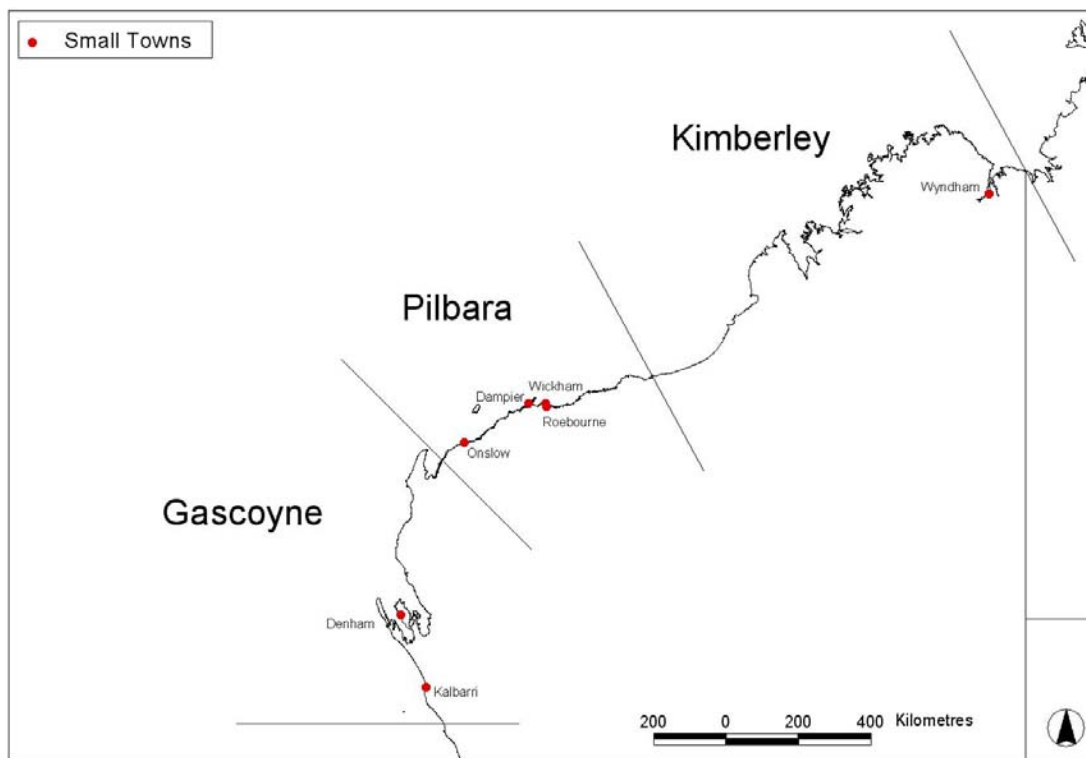 Small Towns
Kimberley
Wyndham
Pilbara
Wickham
Dampier
Roebourne
Onslow
Gascoyne
Denham
Kalbarri
200 0 200 400 Kilometres